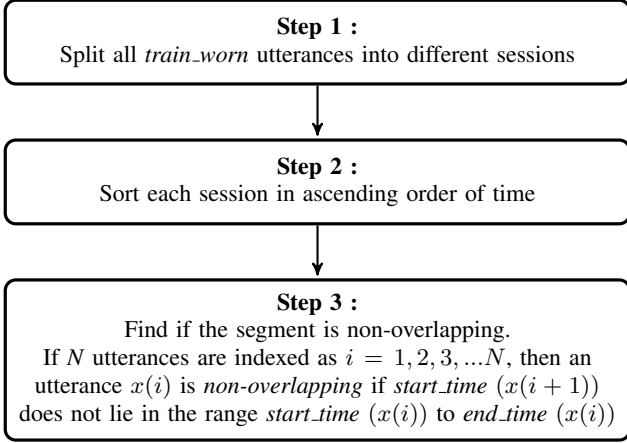 Step 1 :
Split all train_worn utterances into different sessions
Step 2 :
Sort each session in ascending order of time
Step 3 :
Find if the segment is non-overlapping.
If N utterances are indexed as i = 1, 2, 3, ...N, then an
utterance x(i) is non-overlapping if start_time (x(i + 1))
does not lie in the range start_time (x(i)) to end_time (x(i))